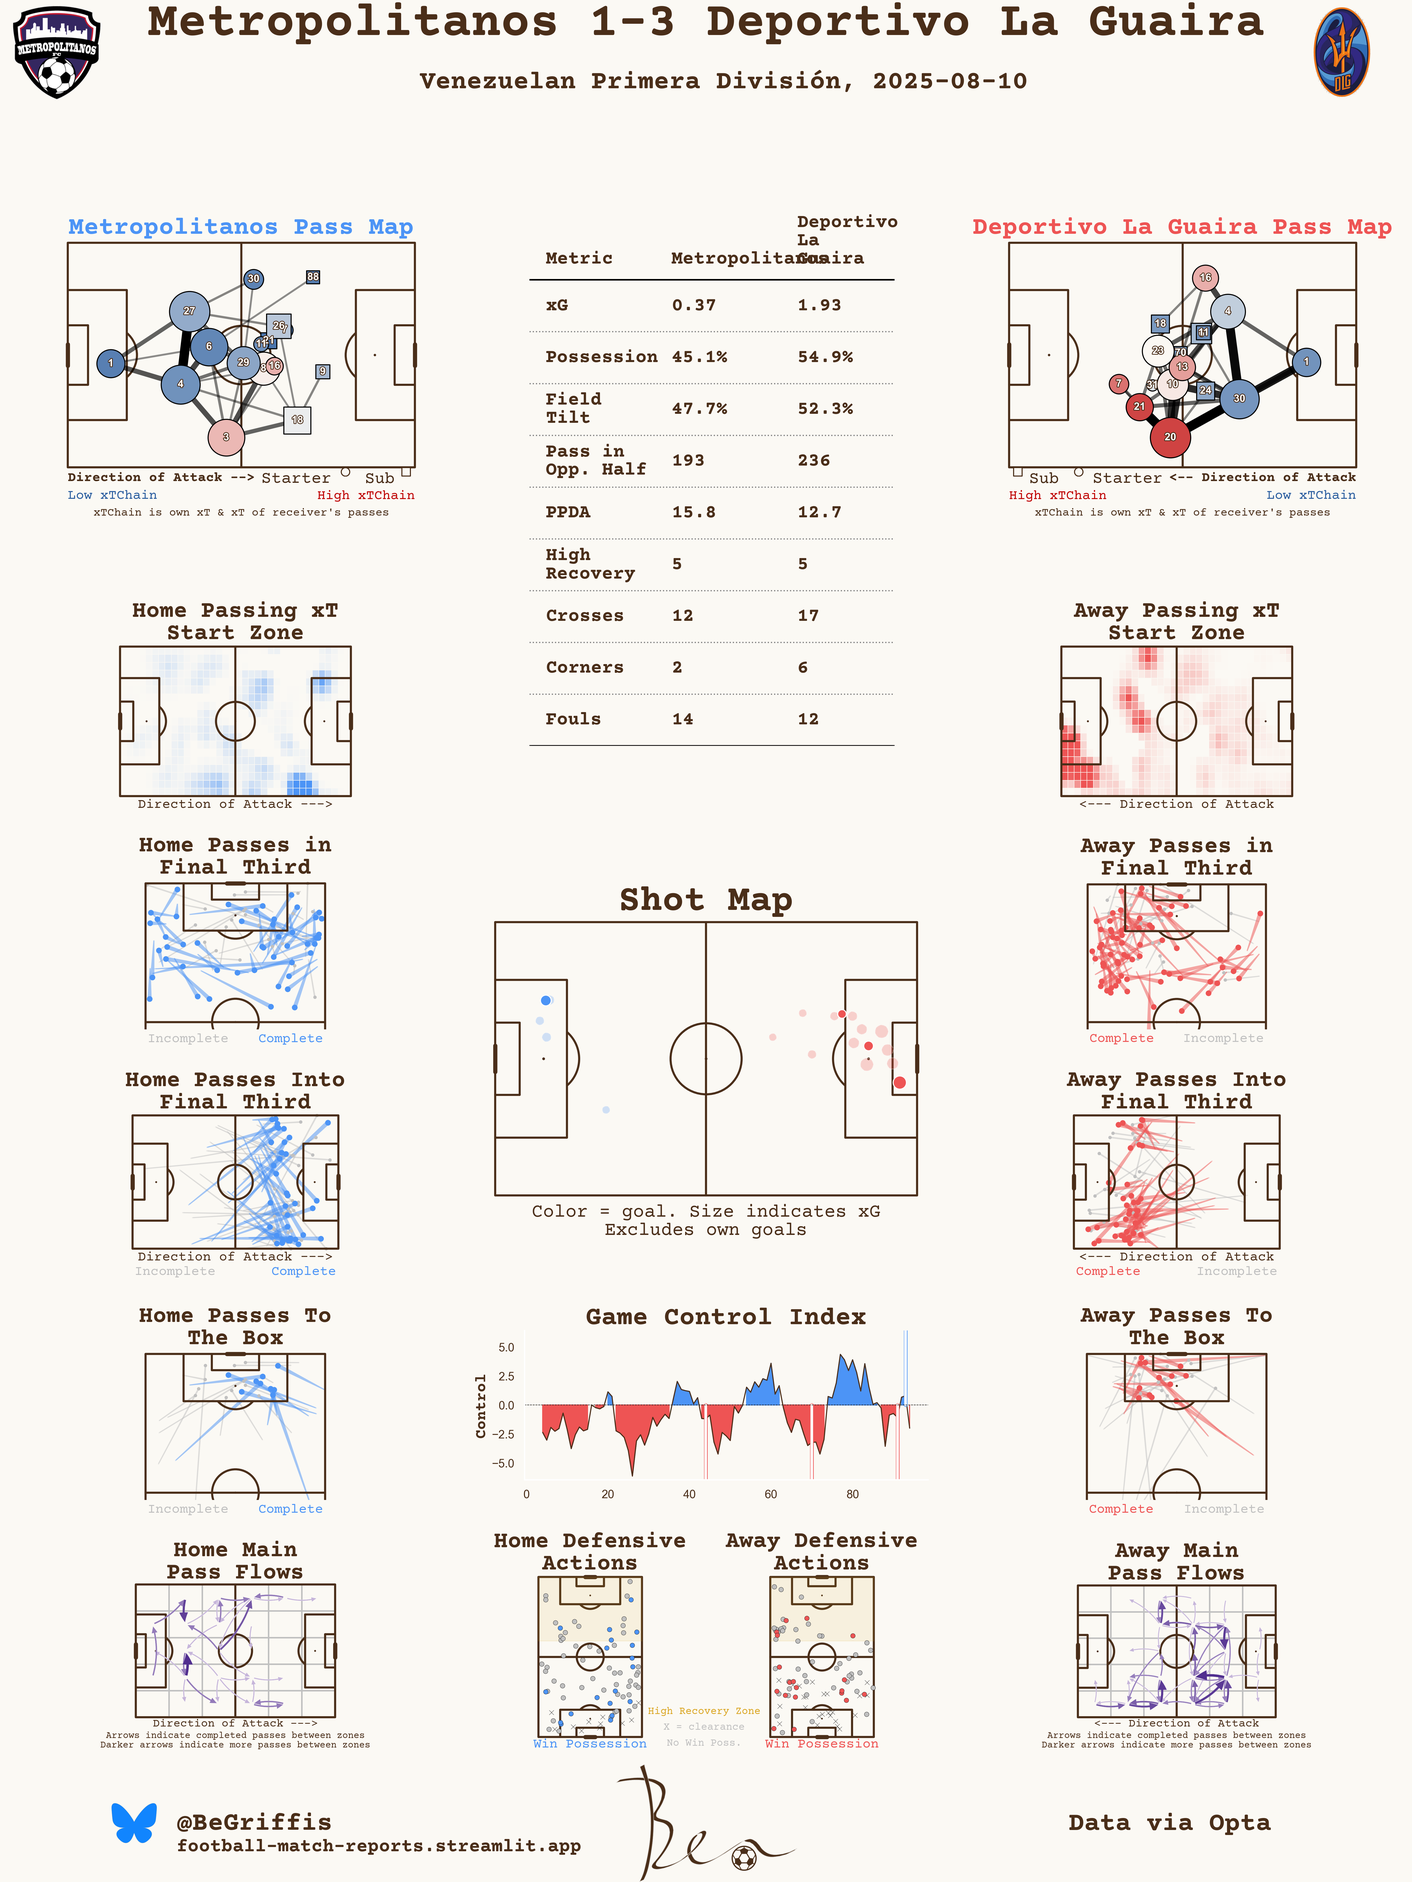 Metropolitanos 1-3 Deportivo La Guaira
Venezuelan Primera División, 2025-08-10
METROPOLITANOS
FC
DLG
Metropolitanos Pass Map
30
88
27
26
6
11
1
29
8
16
9
4
18
3
Direction of Attack --> Starter Sub
Low xTChain High xTChain
xTChain is own xT & xT of receiver's passes
Metric Metropolitanos Deportivo La Guaira
xG 0.37 1.93
Possession 45.1% 54.9%
Field Tilt 47.7% 52.3%
Pass in Opp. Half 193 236
PPDA 15.8 12.7
High Recovery 5 5
Crosses 12 17
Corners 2 6
Fouls 14 12
Deportivo La Guaira Pass Map
16
4
18
11
23
70
13
1
7
31
10
24
21
30
20
Sub Starter <-- Direction of Attack
High xTChain Low xTChain
xTChain is own xT & xT of receiver's passes
Home Passing xT
Start Zone
Direction of Attack --->
Away Passing xT
Start Zone
<--- Direction of Attack
Home Passes in
Final Third
Incomplete Complete
Away Passes in
Final Third
Complete Incomplete
Shot Map
Color = goal. Size indicates xG
Excludes own goals
Home Passes Into
Final Third
Direction of Attack --->
Incomplete Complete
Away Passes Into
Final Third
<--- Direction of Attack
Complete Incomplete
Home Passes To
The Box
Incomplete Complete
Game Control Index
Control
5.0
2.5
0.0
−2.5
−5.0
0 20 40 60 80
Away Passes To
The Box
Complete Incomplete
Home Main
Pass Flows
Direction of Attack --->
Arrows indicate completed passes between zones
Darker arrows indicate more passes between zones
Home Defensive
Actions
Win Possession
High Recovery Zone
X = clearance
No Win Poss.
Away Defensive
Actions
Win Possession
Away Main
Pass Flows
<--- Direction of Attack
Arrows indicate completed passes between zones
Darker arrows indicate more passes between zones
@BeGriffis
football-match-reports.streamlit.app
Ben
Data via Opta